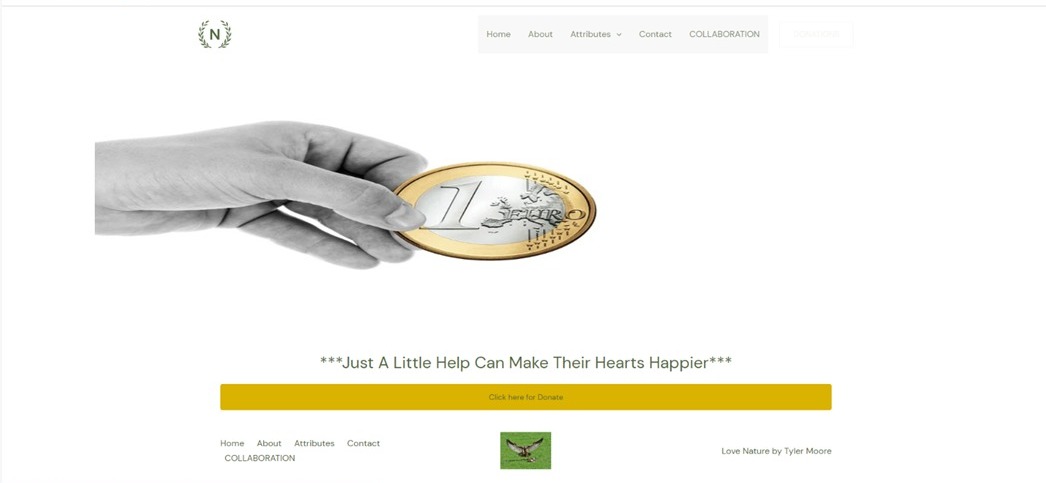 N
Home About Attributes Contact COLLABORATION DONATIONS
1 EURO
***Just A Little Help Can Make Their Hearts Happier***
Click here for Donate
Home About Attributes Contact
COLLABORATION
Love Nature by Tyler Moore